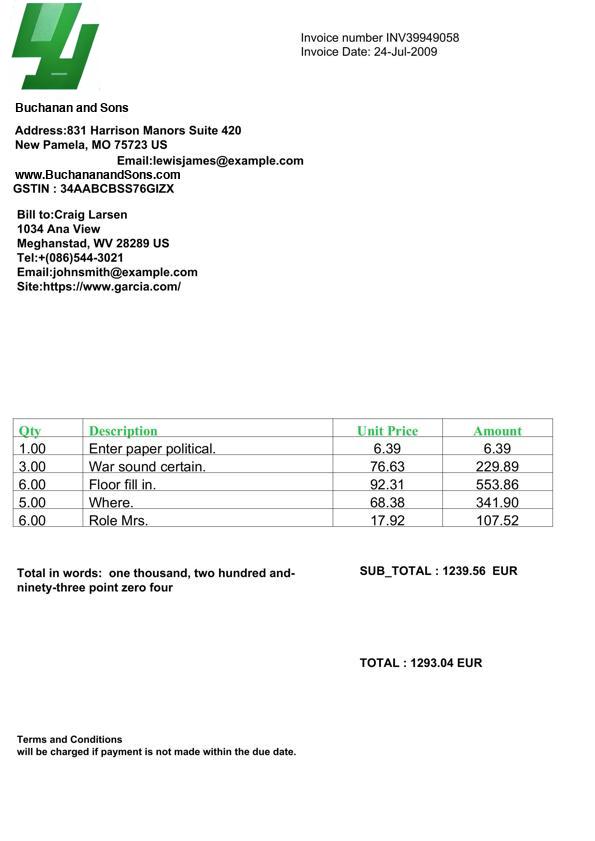 Invoice number INV39949058
Invoice Date: 24-Jul-2009
Buchanan and Sons
Address:831 Harrison Manors Suite 420
New Pamela, MO 75723 US
Email:lewisjames@example.com
www.BuchananandSons.com
GSTIN : 34AABCBSS76GIZX
Bill to:Craig Larsen
1034 Ana View
Meghanstad, WV 28289 US
Tel:+(086)544-3021
Email:johnsmith@example.com
Site:https://www.garcia.com/
Qty Description Unit Price Amount
1.00 Enter paper political. 6.39 6.39
3.00 War sound certain. 76.63 229.89
6.00 Floor fill in. 92.31 553.86
5.00 Where. 68.38 341.90
6.00 Role Mrs. 17.92 107.52
Total in words:  one thousand, two hundred and-
ninety-three point zero four
SUB_TOTAL : 1239.56  EUR
TOTAL : 1293.04 EUR
Terms and Conditions
will be charged if payment is not made within the due date.